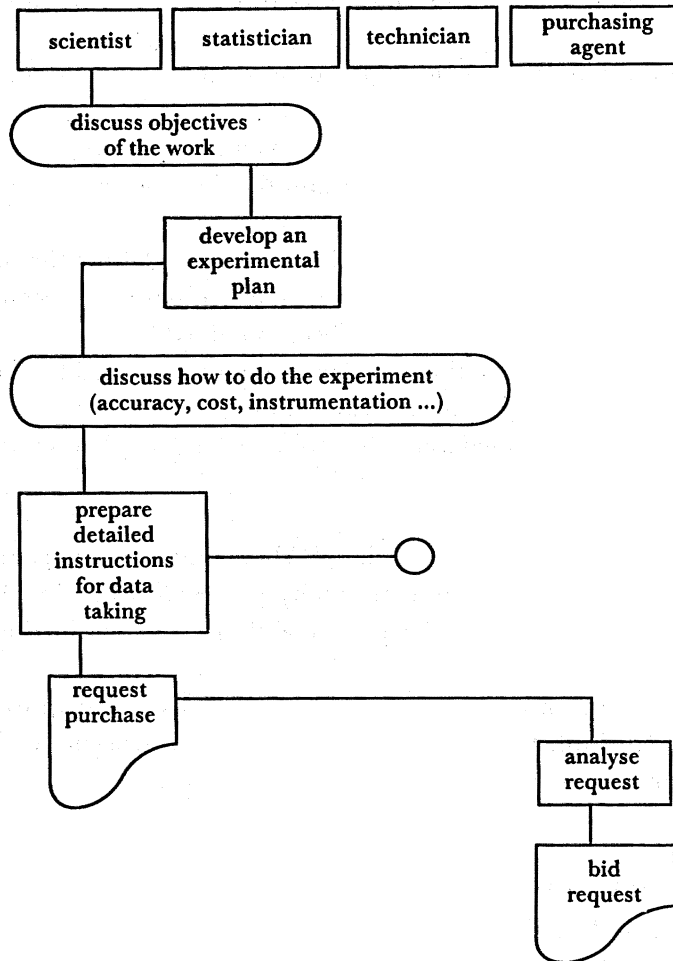 scientist
statistician
technician
purchasing
agent
discuss objectives
of the work
develop an
experimental
plan
discuss how to do the experiment
(accuracy, cost, instrumentation ...)
prepare
detailed
instructions
for data
taking
request
purchase
analyse
request
bid
request